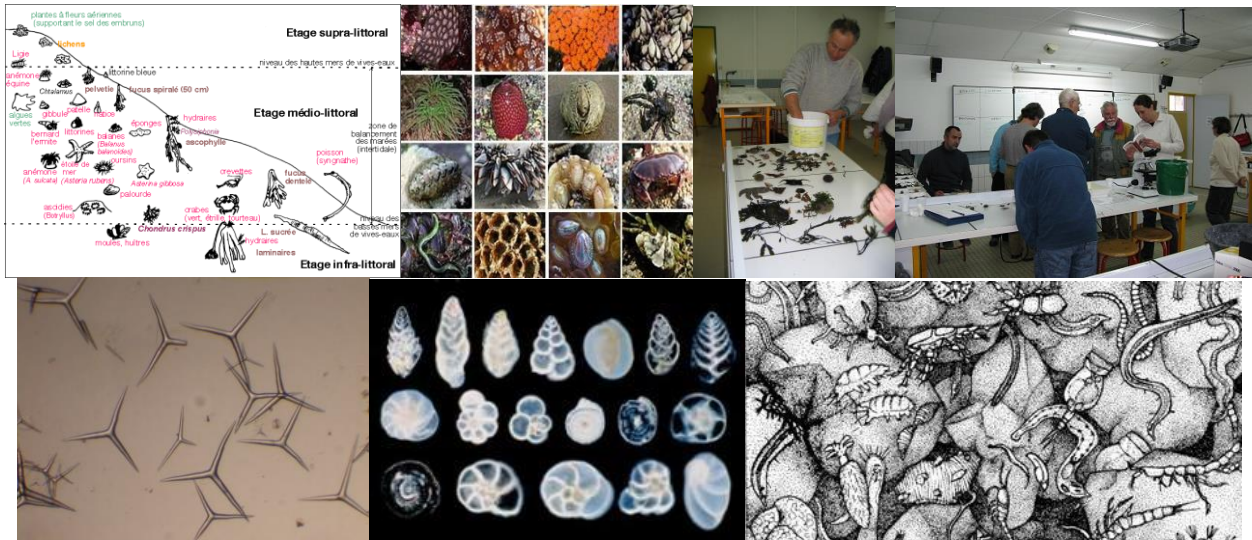 plantes à fleurs aériennes
(supportant le sel des embruns)
Etage supra-littoral
lichens
Ligie
niveau des hautes mers de vives-eaux
littorine bleue
anémone
équine
Chtalamus
pelvetie
fucus spiralé (50 cm)
Etage médio-littoral
patelle
algues
vertes
gibbule
hydraires
zone de
balancement
des marées
(intertidale)
bernard
l'ermite
littorines
éponges
Polysiphonie
balanes
(Balanus
balanoides)
ascophylle
oursins
poisson
(syngnathe)
anémone
(A. sulcata)
étoile de
mer
(Asteria rubens)
Asterina gibbosa
crevettes
fucus
dentelé
palourde
ascidies
(Botryllus)
crabes
(vert, étrille, tourteau)
niveau des
basses mers
de vives-eaux
Chondrus crispus
L. sucrée
moules, huîtres
hydraires
laminaires
Etage infra-littoral